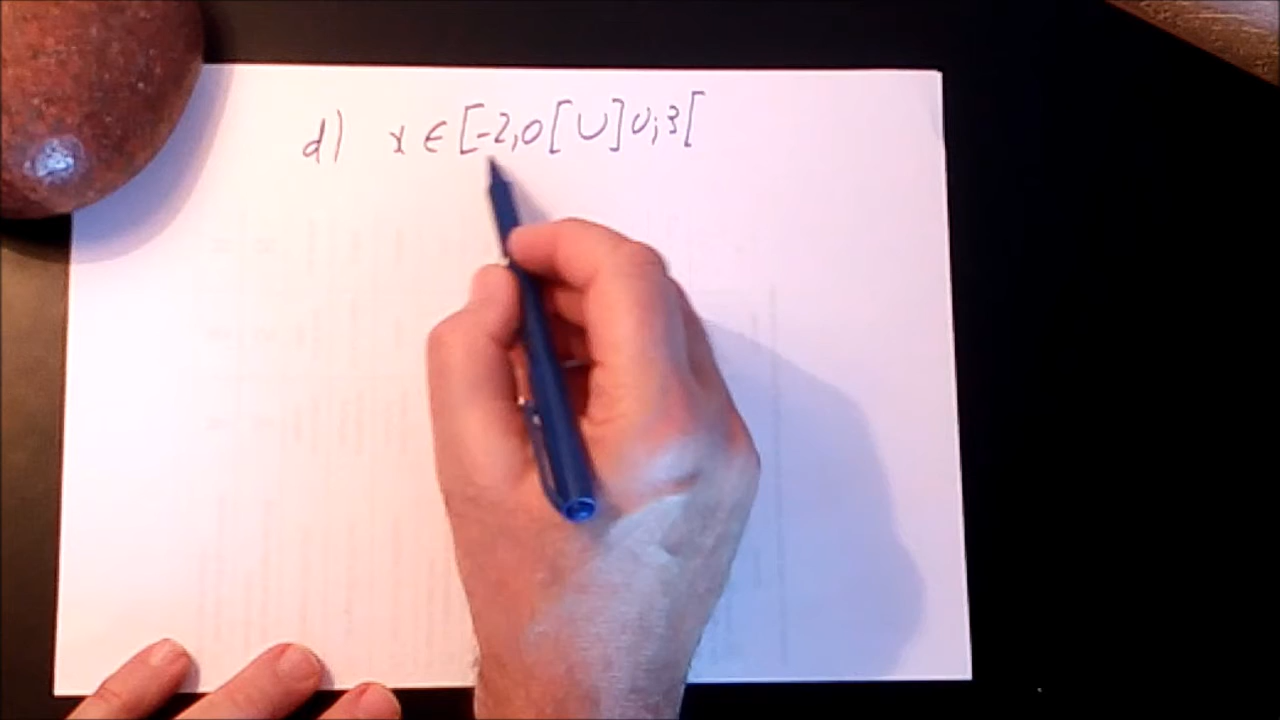 d) x ∈ [-2,0[ ∪ ]0;3[